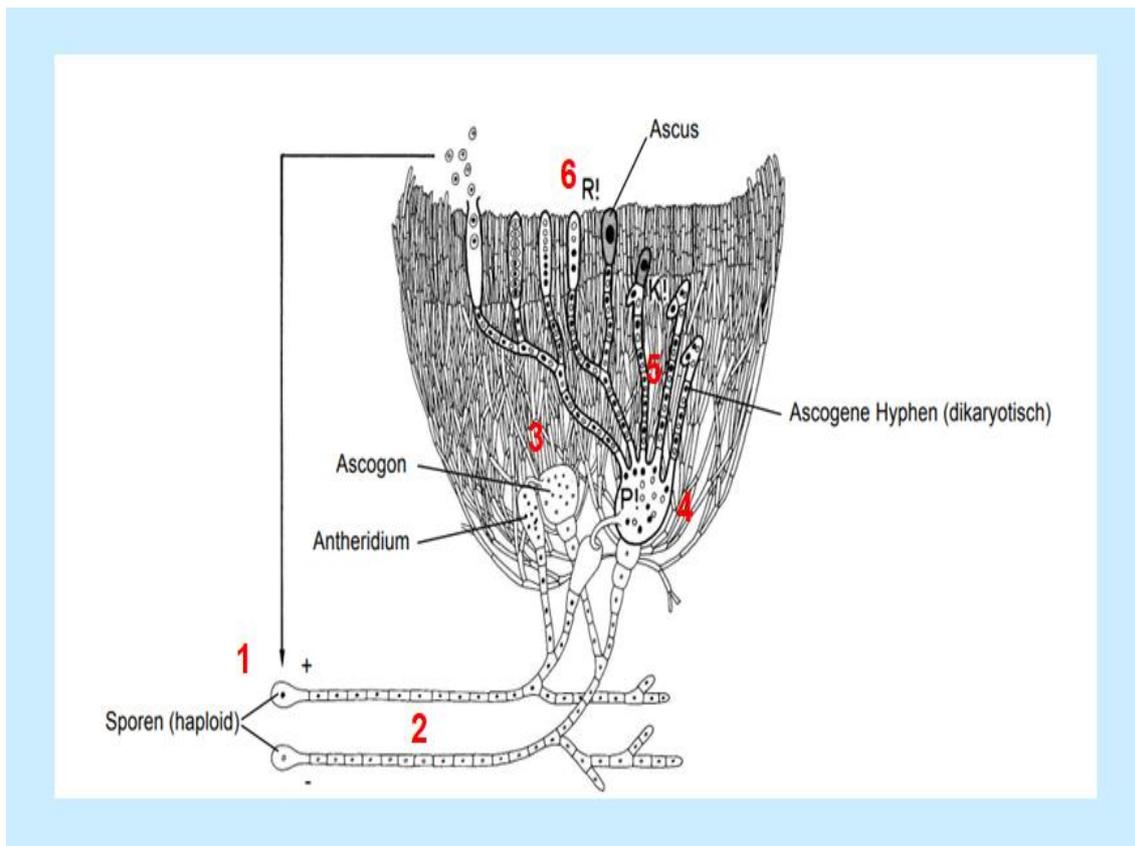 Ascus
6 R!
K!
5
Ascogene Hyphen (dikaryotisch)
3
Ascogon
P! 4
Antheridium
1 +
Sporen (haploid)
2
-